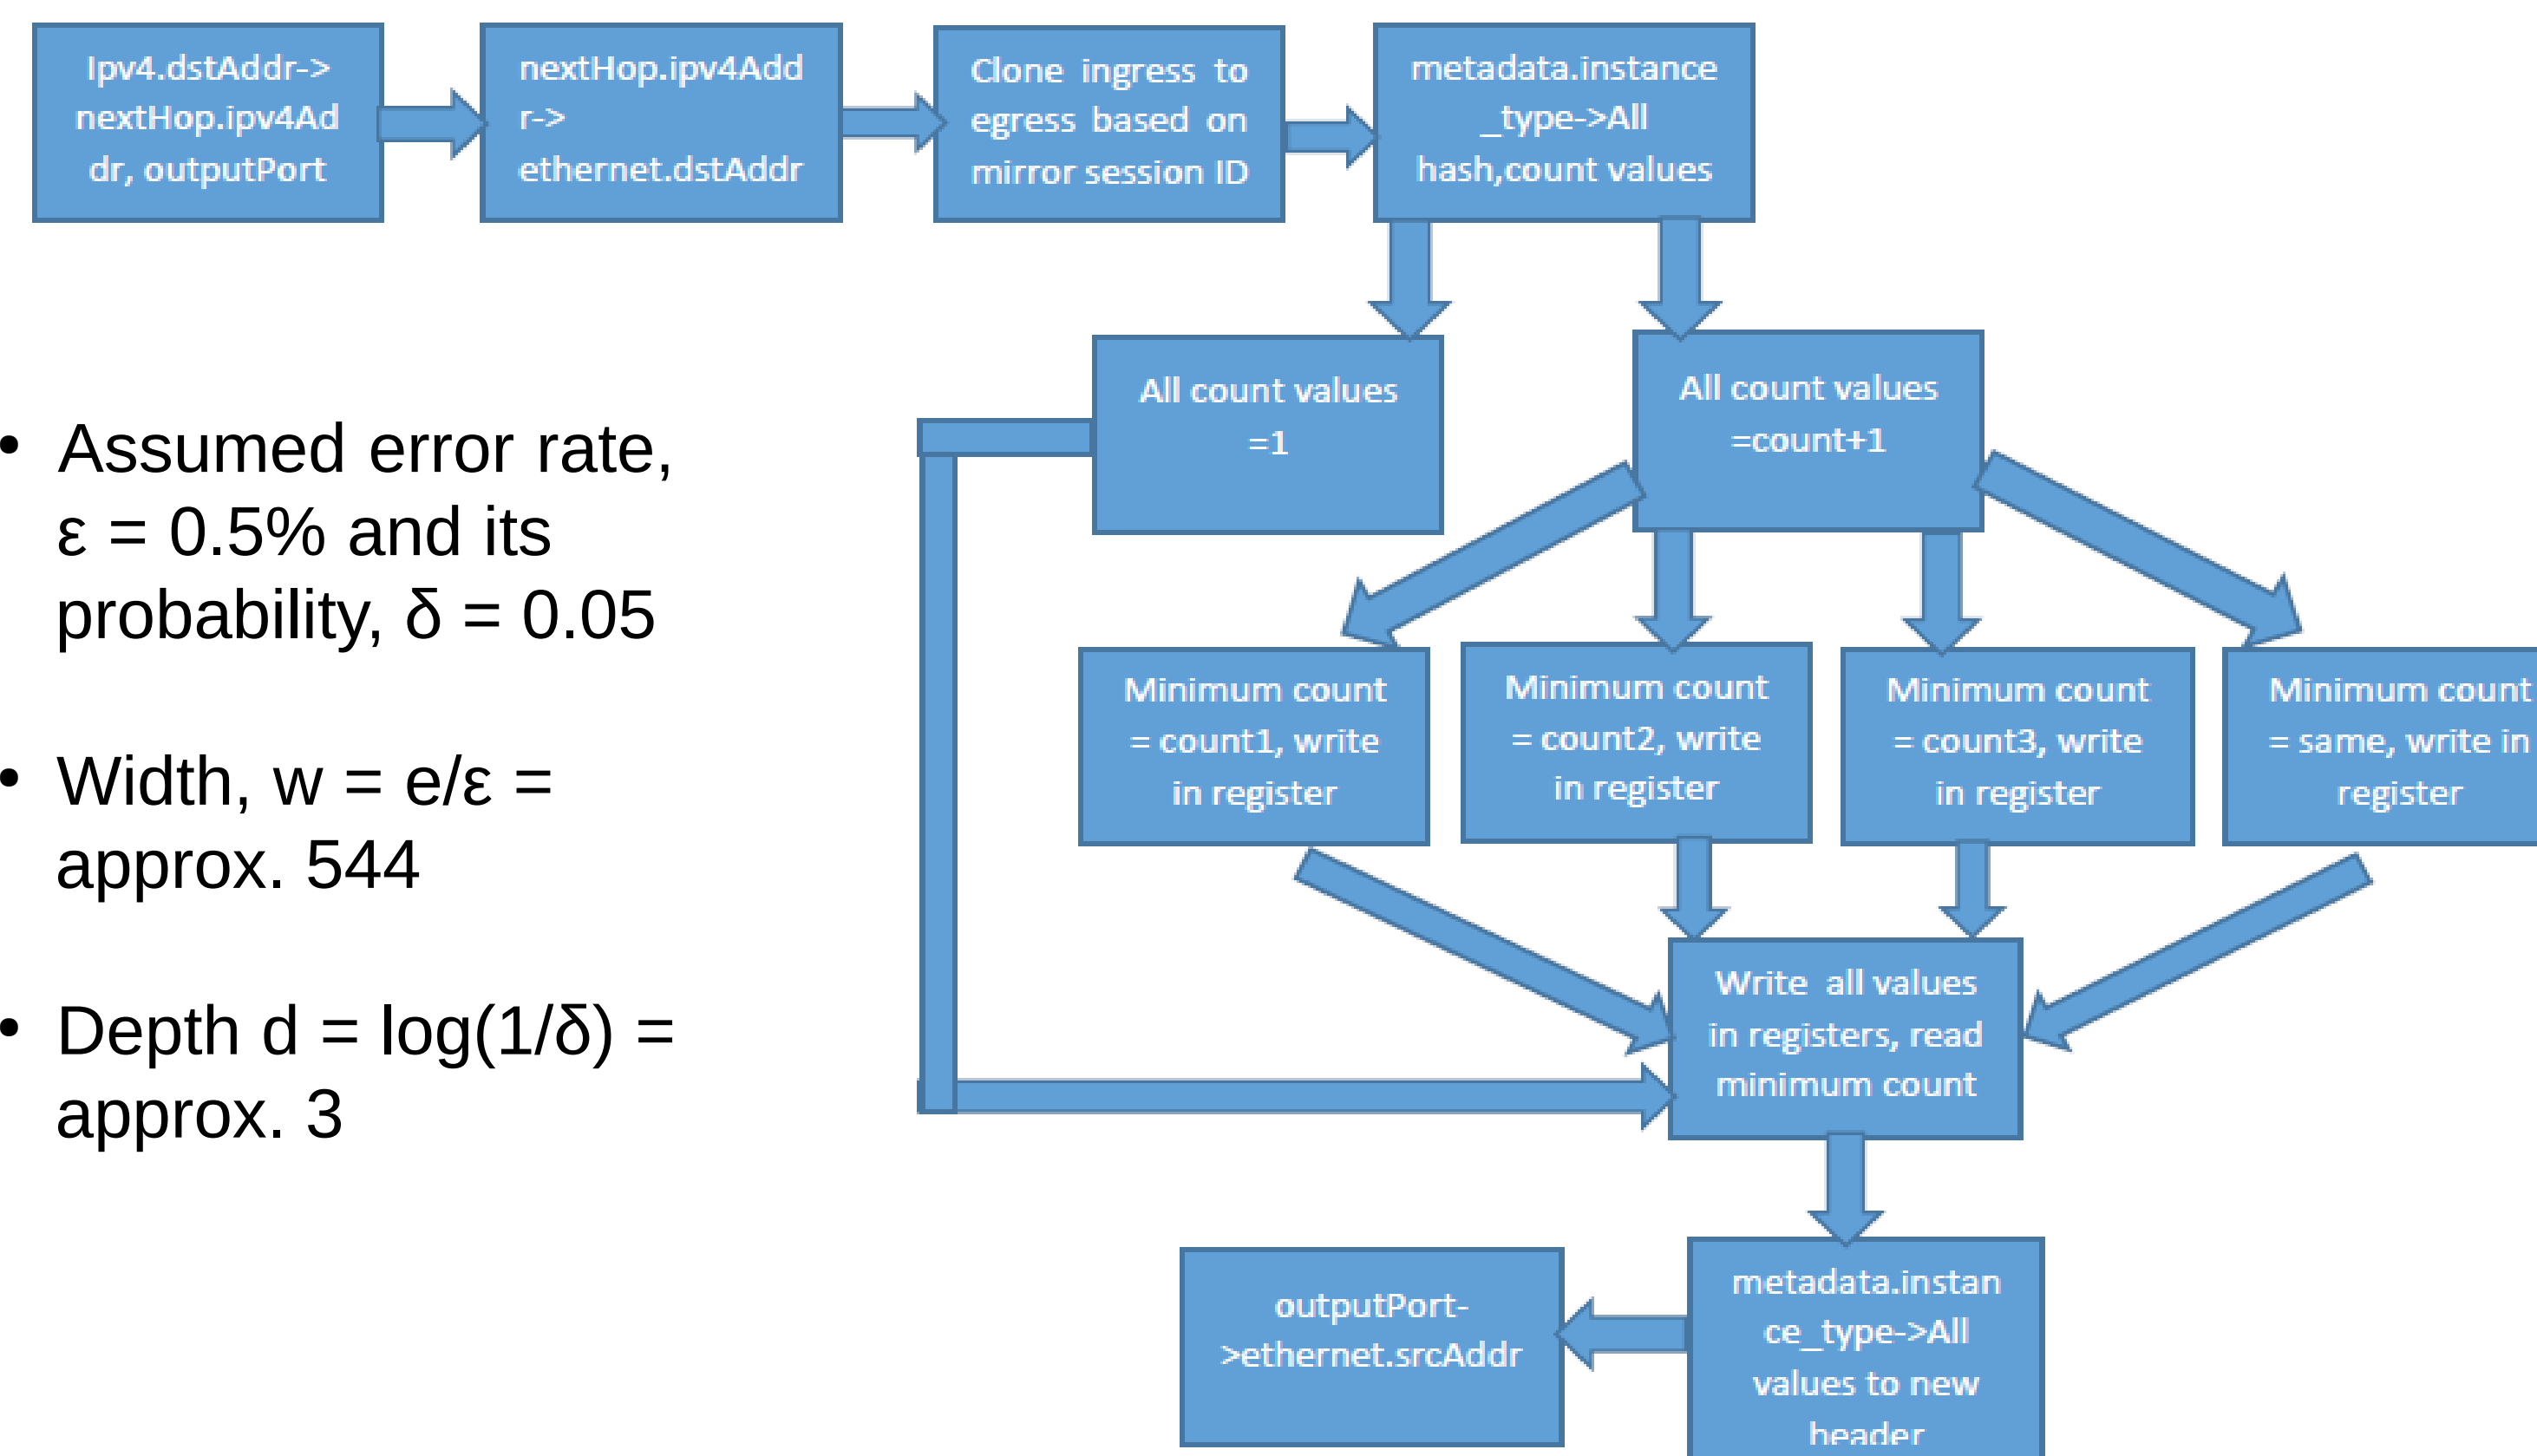 Ipv4.dstAddr->
nextHop.ipv4Ad
dr, outputPort
nextHop.ipv4Add
r->
ethernet.dstAddr
Clone ingress to
egress based on
mirror session ID
metadata.instance
_type->All
hash,count values
All count values
=1
All count values
=count+1
• Assumed error rate,
ε = 0.5% and its
probability, δ = 0.05
• Width, w = e/ε =
approx. 544
• Depth d = log(1/δ) =
approx. 3
Minimum count
= count1, write
in register
Minimum count
= count2, write
in register
Minimum count
= count3, write
in register
Minimum count
= same, write in
register
Write all values
in registers, read
minimum count
metadata.instan
ce_type->All
values to new
header
outputPort-
>ethernet.srcAddr